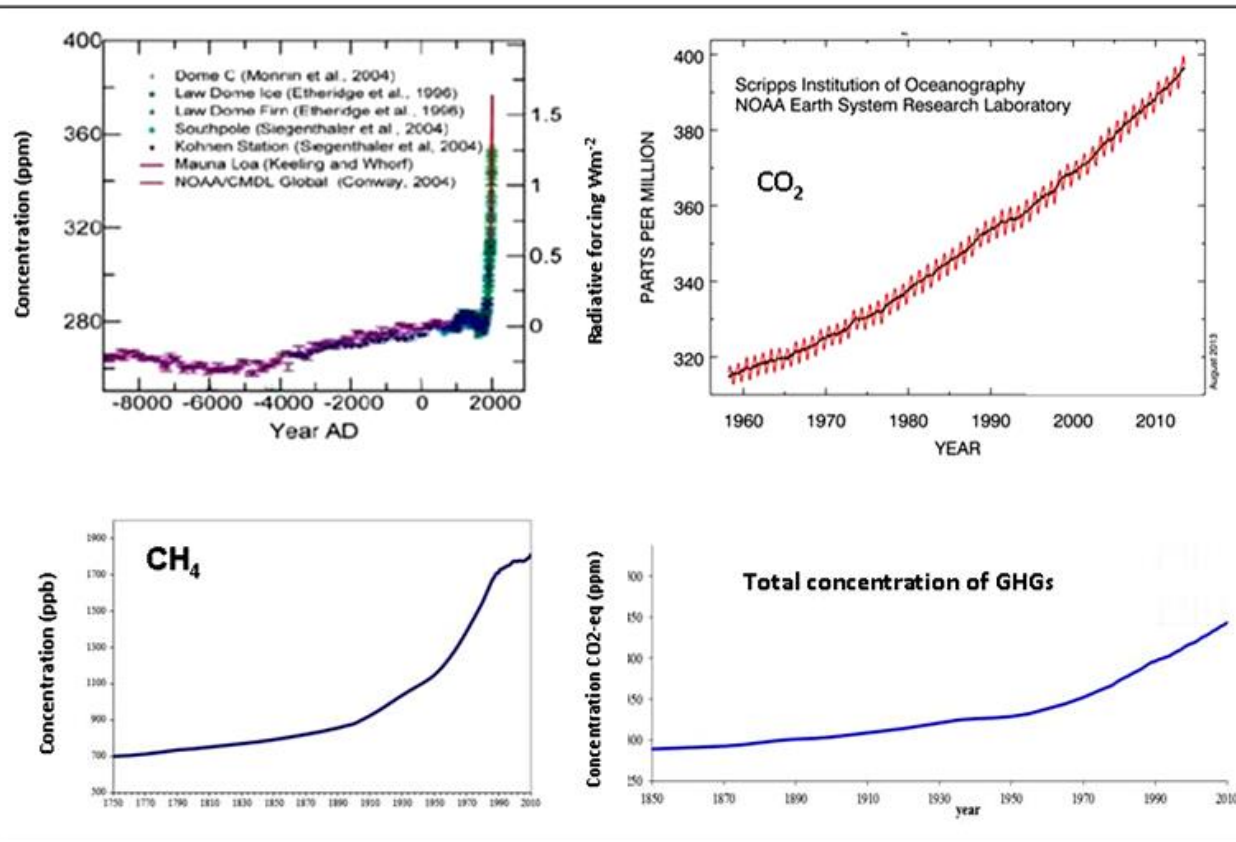 400
360
320
280
Concentration (ppm)
Dome C (Monnin et al., 2004)
Law Dome Ice (Etheridge et al., 1996)
Law Dome Firn (Etheridge et al., 1996)
Southpole (Siegenthaler et al., 2004)
Kohnen Station (Siegenthaler et al, 2004)
Mauna Loa (Keeling and Whorf)
NOAA/CMDL Global (Conway, 2004)
1.5
1
0.5
0
Radiative forcing Wm-2
-8000 -6000 -4000 -2000 0 2000
Year AD
400
380
360
340
320
PARTS PER MILLION
Scripps Institution of Oceanography
NOAA Earth System Research Laboratory
CO2
August 2013
1960 1970 1980 1990 2000 2010
YEAR
1900
1700
1500
1300
1100
900
700
500
Concentration (ppb)
CH4
1750 1770 1790 1810 1830 1850 1870 1890 1910 1930 1950 1970 1990 2010
Concentration CO2-eq (ppm)
Total concentration of GHGs
1850 1870 1890 1910 1930 1950 1970 1990 2010
year